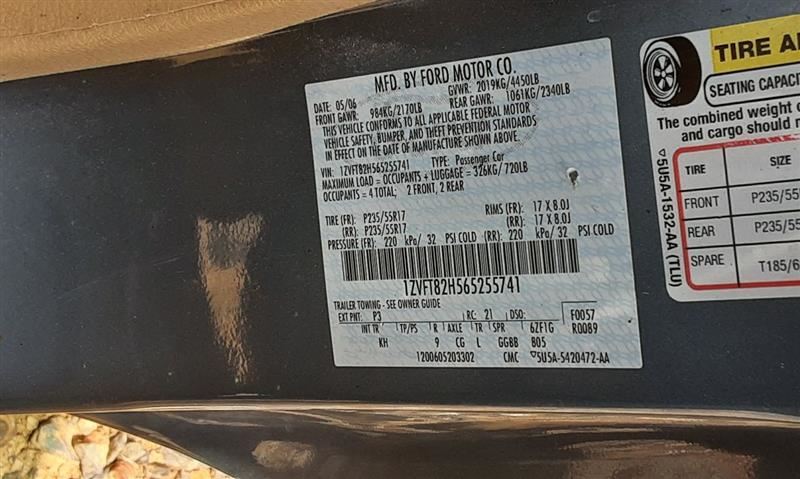 MFD. BY FORD MOTOR CO.
DATE: 05/06 GVWR: 2019KG/4450LB
FRONT GAWR: 984KG/2170LB REAR GAWR: 1061KG/2340LB
THIS VEHICLE CONFORMS TO ALL APPLICABLE FEDERAL MOTOR
VEHICLE SAFETY, BUMPER, AND THEFT PREVENTION STANDARDS
IN EFFECT ON THE DATE OF MANUFACTURE SHOWN ABOVE.
VIN: 1ZVFT82H565255741 TYPE: Passenger Car
MAXIMUM LOAD = OCCUPANTS + LUGGAGE = 326KG/720LB
OCCUPANTS = 4 TOTAL; 2 FRONT, 2 REAR
TIRE (FR): P235/55R17 RIMS (FR): 17 X 8.0J
(RR): P235/55R17 (RR): 17 X 8.0J
PRESSURE (FR): 220 kPa/ 32 PSI COLD (RR): 220 kPa/ 32 PSI COLD
1ZVFT82H565255741
TRAILER TOWING - SEE OWNER GUIDE
EXT PNT: P3 RC: 21 DSO: F0057
INT TR TP/PS R AXLE TR SPR 6ZF1G R0089
KH 9 CG L GGBB B05
1200605203302 CMC ▽5U5A-5420472-AA
TIRE A
SEATING CAPACI
The combined weight
and cargo should
▽5U5A-1532-AA (TLU)
TIRE SIZE
FRONT P235/55
REAR P235/55
SPARE T185/6